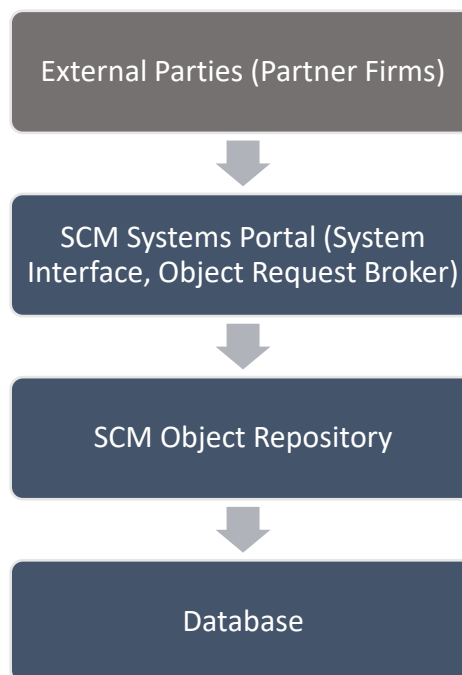 External Parties (Partner Firms)
SCM Systems Portal (System
Interface, Object Request Broker)
SCM Object Repository
Database